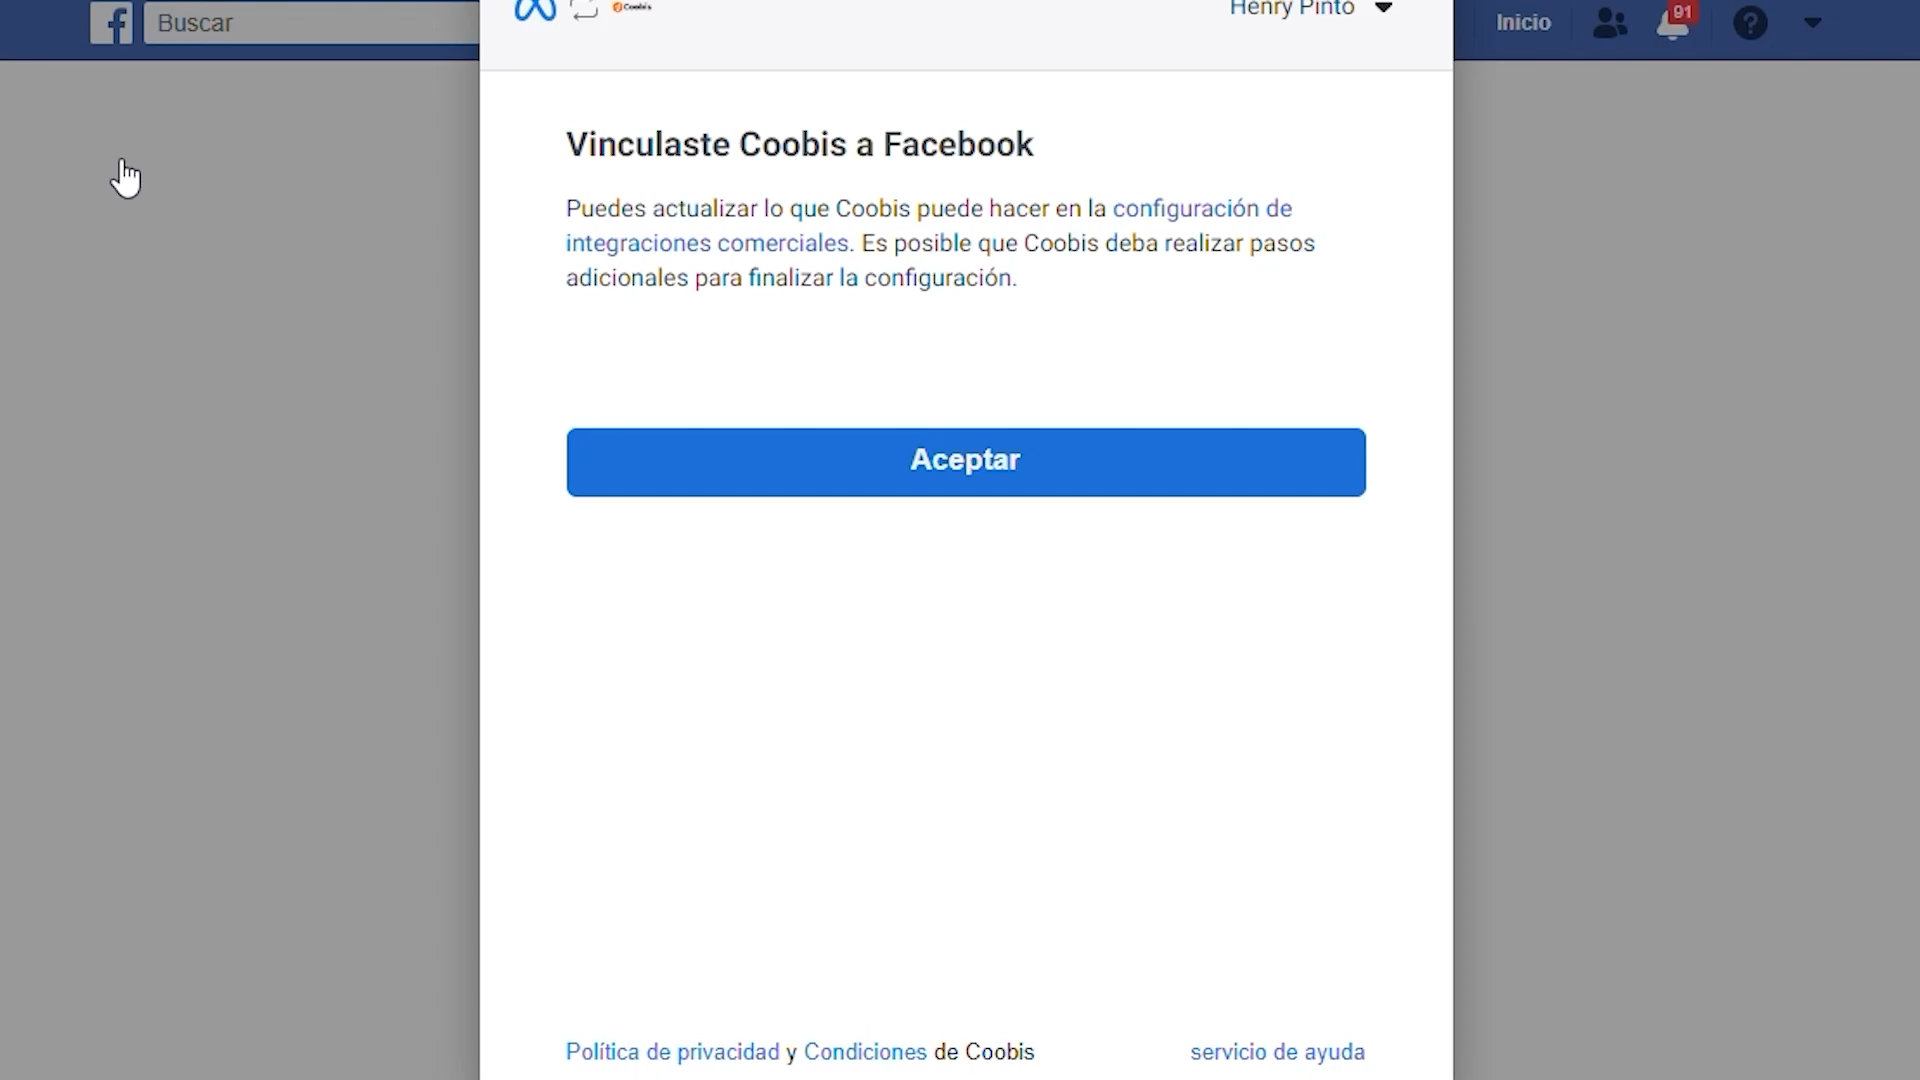 Buscar
Coobis
Henry Pinto
Inicio
91
Vinculaste Coobis a Facebook
Puedes actualizar lo que Coobis puede hacer en la configuración de
integraciones comerciales. Es posible que Coobis deba realizar pasos
adicionales para finalizar la configuración.
Aceptar
Política de privacidad y Condiciones de Coobis
servicio de ayuda